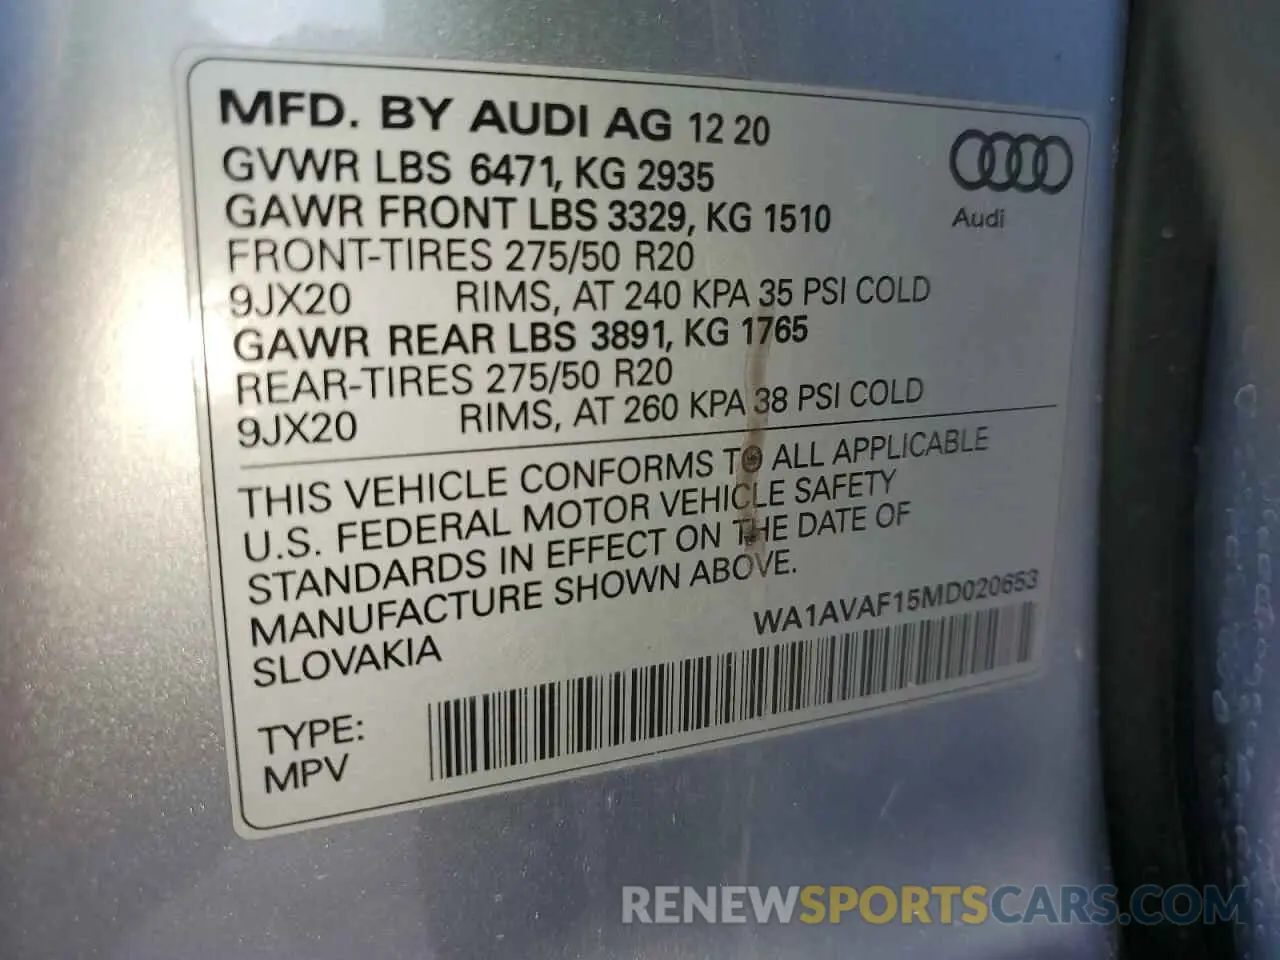 MFD. BY AUDI AG 12 20
GVWR LBS 6471, KG 2935
GAWR FRONT LBS 3329, KG 1510
FRONT-TIRES 275/50 R20
9JX20 RIMS, AT 240 KPA 35 PSI COLD
GAWR REAR LBS 3891, KG 1765
REAR-TIRES 275/50 R20
9JX20 RIMS, AT 260 KPA 38 PSI COLD
Audi
THIS VEHICLE CONFORMS TO ALL APPLICABLE
U.S. FEDERAL MOTOR VEHICLE SAFETY
STANDARDS IN EFFECT ON THE DATE OF
MANUFACTURE SHOWN ABOVE.
SLOVAKIA
WA1AVAF15MD020653
TYPE:
MPV
RENEWSPORTSCARS.COM